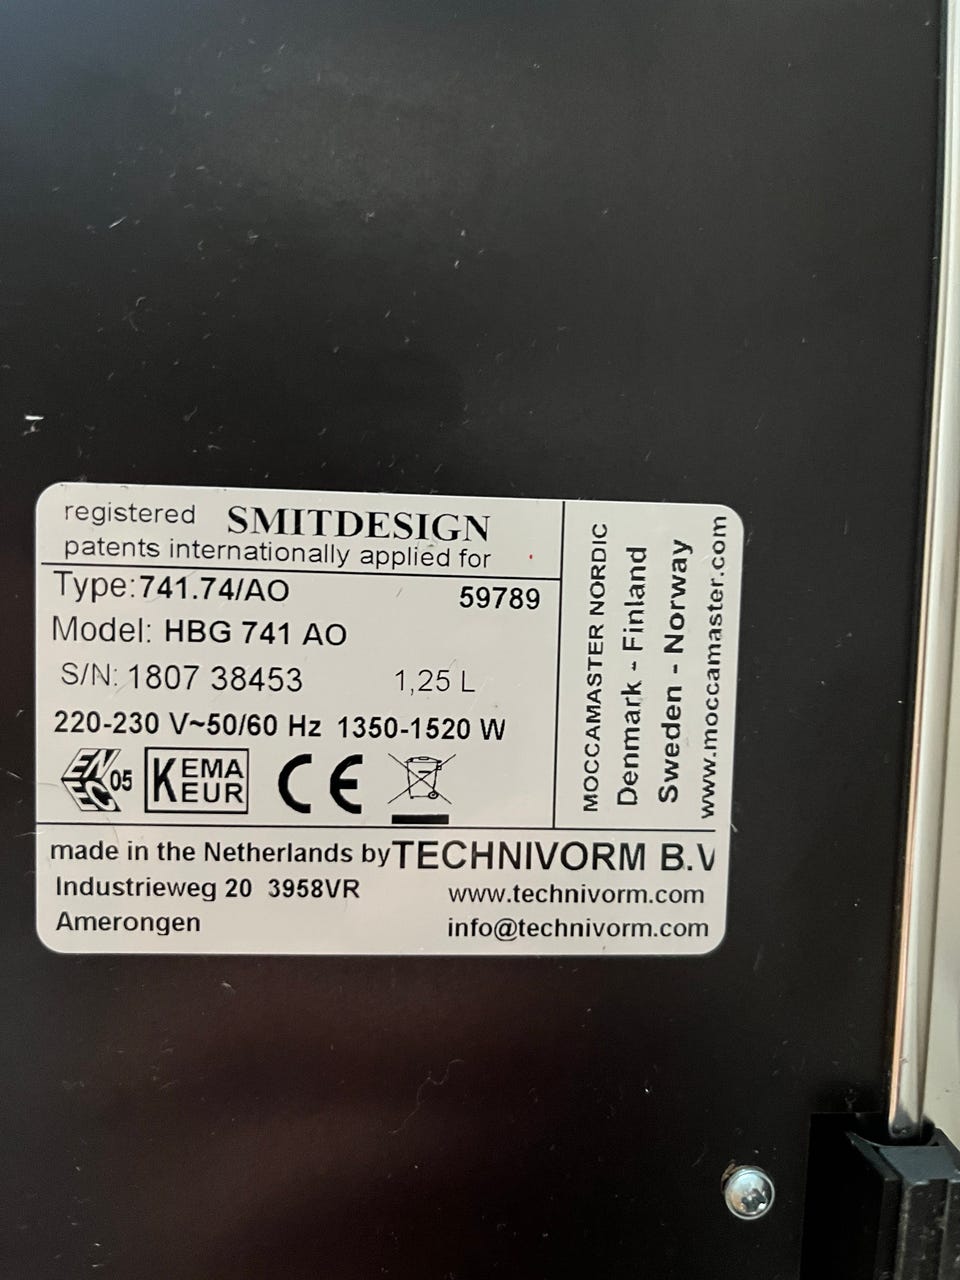 registered SMITDESIGN
patents internationally applied for
Type:741.74/AO 59789
Model: HBG 741 AO
S/N: 1807 38453 1,25 L
220-230 V~50/60 Hz 1350-1520 W
EN EC 05 KEMA KEUR CE
MOCCAMASTER NORDIC
Denmark - Finland
Sweden - Norway
www.moccamaster.com
made in the Netherlands by TECHNIVORM B.V
Industrieweg 20 3958VR www.technivorm.com
Amerongen info@technivorm.com